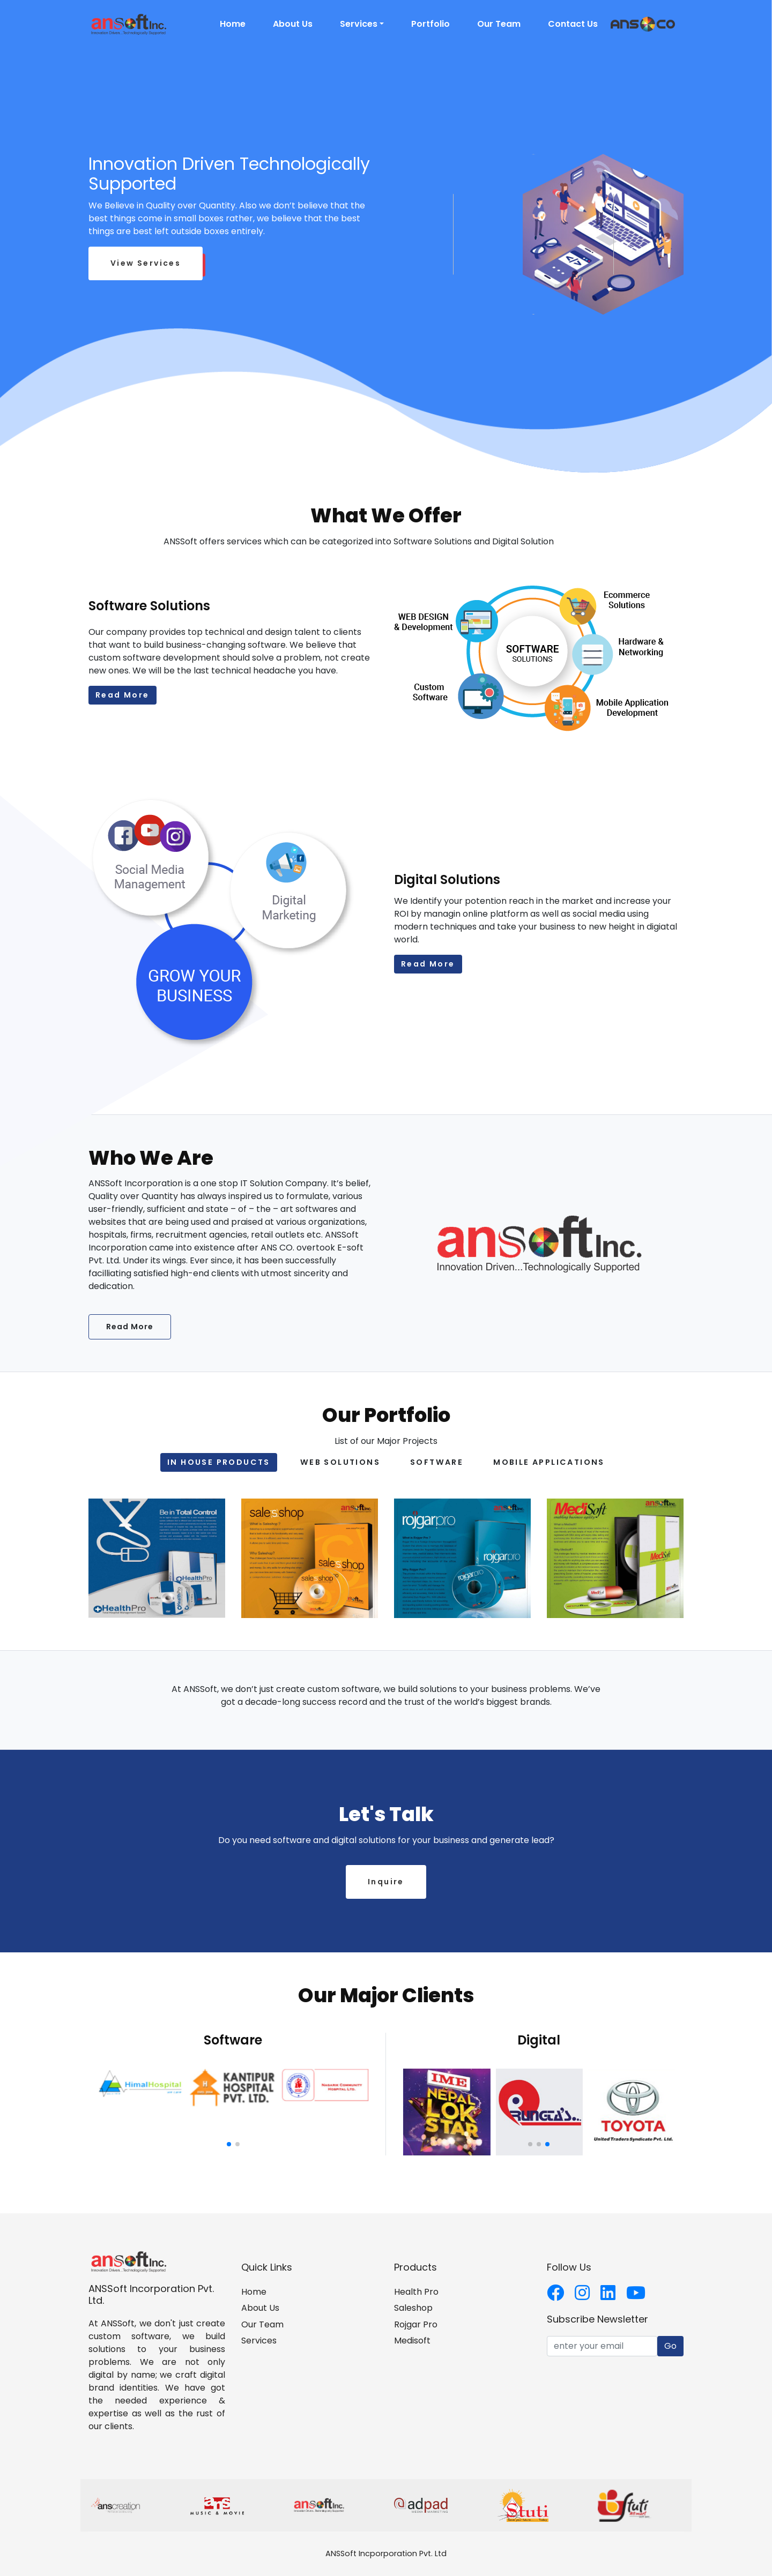 ansoft Inc.
Innovation Driven...Technologically Supported
Home
About Us
Services
Portfolio
Our Team
Contact Us
ANS CO
Innovation Driven Technologically
Supported
We Believe in Quality over Quantity. Also we don’t believe that the
best things come in small boxes rather, we believe that the best
things are best left outside boxes entirely.
View Services
What We Offer
ANSSoft offers services which can be categorized into Software Solutions and Digital Solution
Software Solutions
Our company provides top technical and design talent to clients
that want to build business-changing software. We believe that
custom software development should solve a problem, not create
new ones. We will be the last technical headache you have.
Read More
WEB DESIGN
& Development
Ecommerce
Solutions
SOFTWARE
SOLUTIONS
Hardware &
Networking
Custom
Software
Mobile Application
Development
Social Media
Management
Digital
Marketing
GROW YOUR
BUSINESS
Digital Solutions
We Identify your potention reach in the market and increase your
ROI by managin online platform as well as social media using
modern techniques and take your business to new height in digiatal
world.
Read More
Who We Are
ANSSoft Incorporation is a one stop IT Solution Company. It’s belief,
Quality over Quantity has always inspired us to formulate, various
user-friendly, sufficient and state – of – the – art softwares and
websites that are being used and praised at various organizations,
hospitals, firms, recruitment agencies, retail outlets etc. ANSSoft
Incorporation came into existence after ANS CO. overtook E-soft
Pvt. Ltd. Under its wings. Ever since, it has been successfully
facilliating satisfied high-end clients with utmost sincerity and
dedication.
Read More
ansoft Inc.
Innovation Driven...Technologically Supported
Our Portfolio
List of our Major Projects
IN HOUSE PRODUCTS
WEB SOLUTIONS
SOFTWARE
MOBILE APPLICATIONS
Be in Total Control
HealthPro
HealthPro
sale shop
sale shop
sale shop
rojgarpro
rojgarpro
rojgarpro
MediSoft
MediSoft
At ANSSoft, we don’t just create custom software, we build solutions to your business problems. We’ve
got a decade-long success record and the trust of the world’s biggest brands.
Let's Talk
Do you need software and digital solutions for your business and generate lead?
Inquire
Our Major Clients
Software
Digital
HimalHospital
KANTIPUR
HOSPITAL
PVT. LTD.
IME
NEPAL
LOK
STAR
RUNGTA'S...
TOYOTA
United Traders Syndicate Pvt. Ltd.
ansoft Inc.
Innovation Driven...Technologically Supported
ANSSoft Incorporation Pvt.
Ltd.
At ANSSoft, we don't just create
custom software, we build
solutions to your business
problems. We are not only
digital by name; we craft digital
brand identities. We have got
the needed experience &
expertise as well as the rust of
our clients.
Quick Links
Home
About Us
Our Team
Services
Products
Health Pro
Saleshop
Rojgar Pro
Medisoft
Follow Us
Subscribe Newsletter
enter your email
Go
anscreation
MUSIC & MOVIE
ansoft Inc.
adpad
Stuti
Stuti
ANSSoft Incporporation Pvt. Ltd